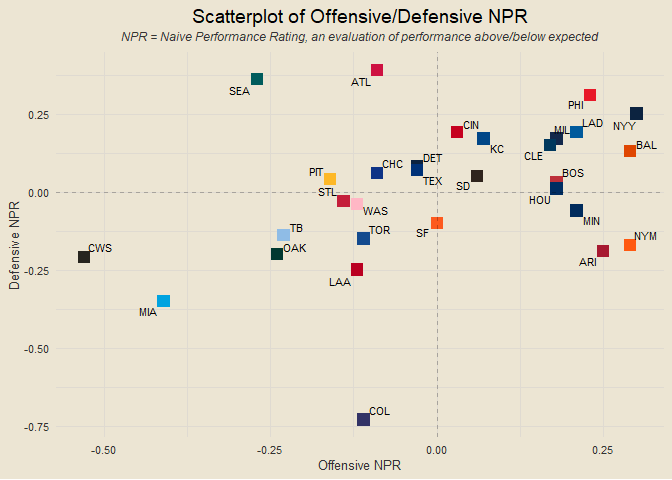 Scatterplot of Offensive/Defensive NPR
NPR = Naive Performance Rating, an evaluation of performance above/below expected
SEA
ATL
PHI
NYY
0.25
CIN
MIL
LAD
KC
CLE
BAL
PIT
CHC
DET
TEX
SD
BOS
HOU
0.00
STL
WAS
MIN
TB
TOR
SF
NYM
CWS
OAK
ARI
-0.25
LAA
MIA
-0.50
COL
-0.75
Defensive NPR
-0.50
-0.25
0.00
0.25
Offensive NPR